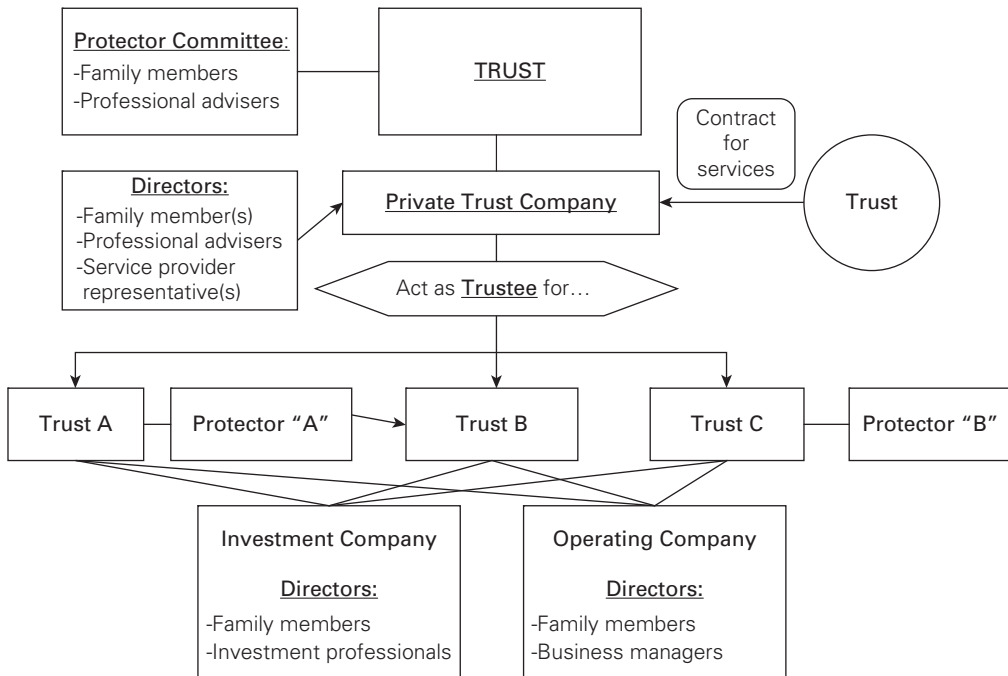 Protector Committee:
-Family members
-Professional advisers
TRUST
Contract
for
services
Directors:
-Family member(s)
-Professional advisers
-Service provider
representative(s)
Private Trust Company
Trust
Act as Trustee for…
Trust A
Protector “A”
Trust B
Trust C
Protector “B”
Investment Company
Directors:
-Family members
-Investment professionals
Operating Company
Directors:
-Family members
-Business managers